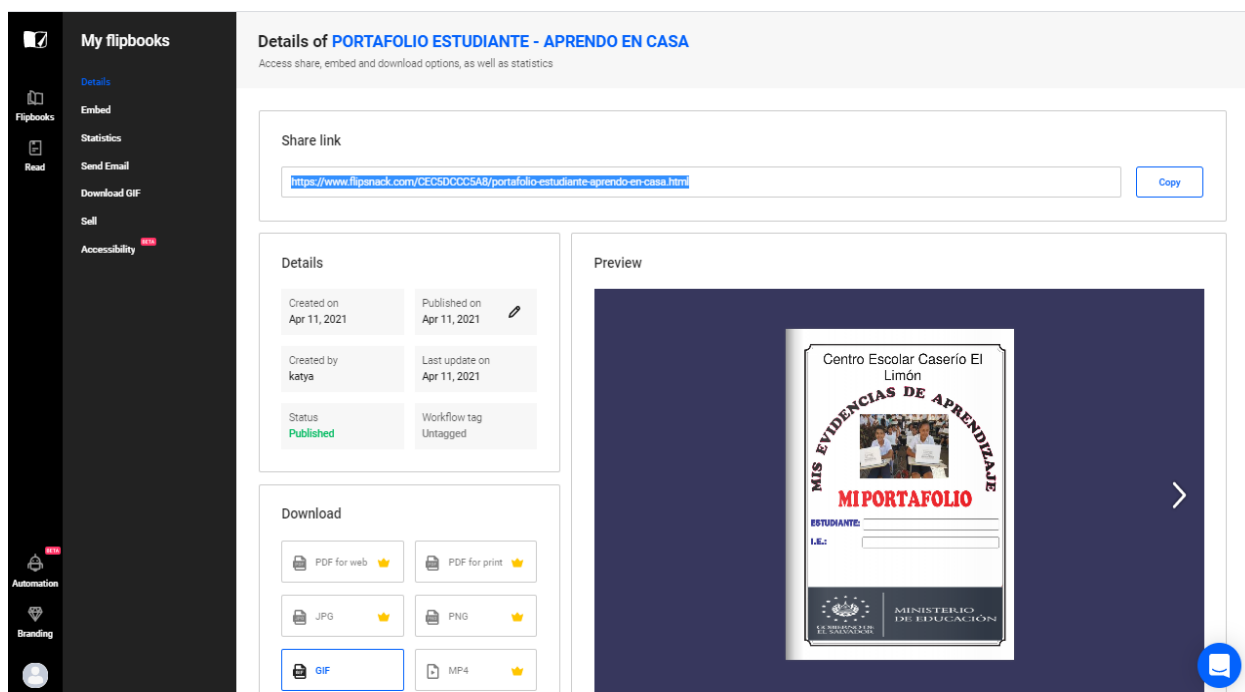 My flipbooks
Details
Embed
Statistics
Send Email
Download GIF
Sell
Accessibility BETA
Flipbooks
Read
BETA
Automation
Branding
Details of PORTAFOLIO ESTUDIANTE - APRENDO EN CASA
Access share, embed and download options, as well as statistics
Share link
https://www.flipsnack.com/CEC5DCCC5A8/portafolio-estudiante-aprendo-en-casa.html
Copy
Details
Created on
Apr 11, 2021
Published on
Apr 11, 2021
Created by
katya
Last update on
Apr 11, 2021
Status
Published
Workflow tag
Untagged
Download
PDF for web
PDF for print
JPG
PNG
GIF
MP4
Preview
Centro Escolar Caserío El
Limón
MIS EVIDENCIAS DE APRENDIZAJE
MI PORTAFOLIO
ESTUDIANTE:
I.E.:
GOBIERNO DE
EL SALVADOR
MINISTERIO
DE EDUCACIÓN